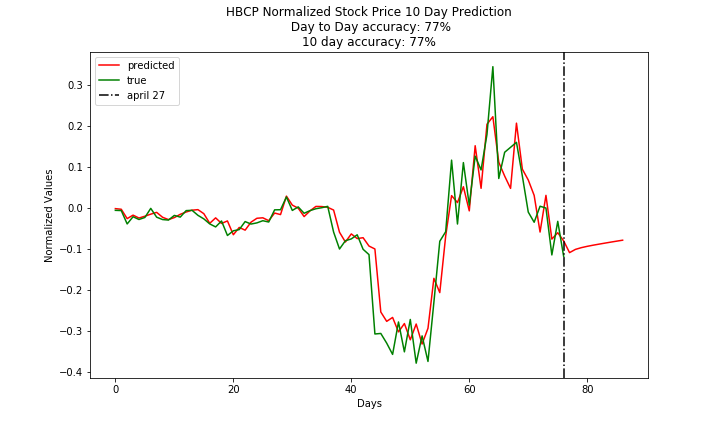 HBCP Normalized Stock Price 10 Day Prediction
Day to Day accuracy: 77%
10 day accuracy: 77%
predicted
true
april 27
Normalized Values
0.3
0.2
0.1
0.0
−0.1
−0.2
−0.3
−0.4
0 20 40 60 80
Days